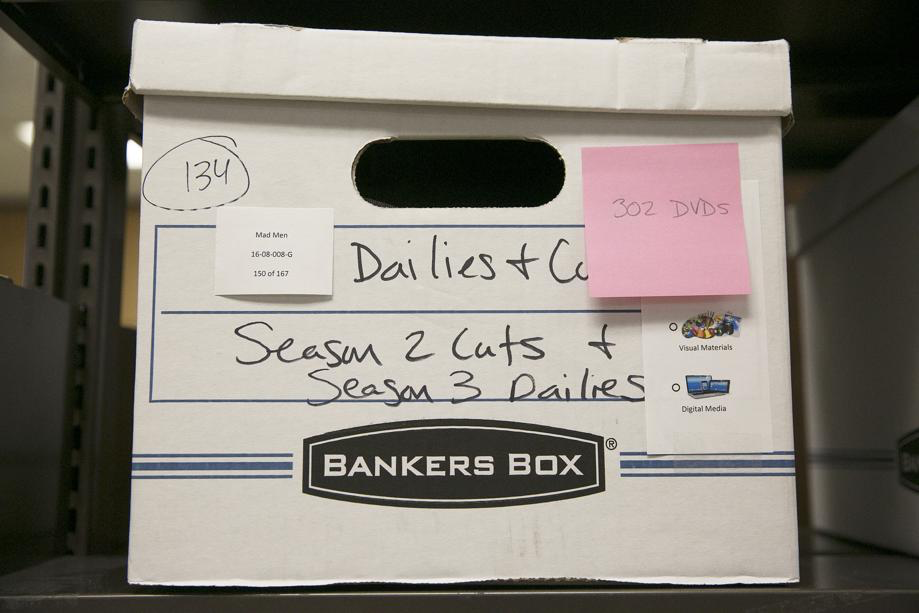 134
302 DVDs
Mad Men
16-08-008-G
150 of 167
Dailies +
Season 2 Cuts +
Season 3 Dailies
Visual Materials
Digital Media
BANKERS BOX®